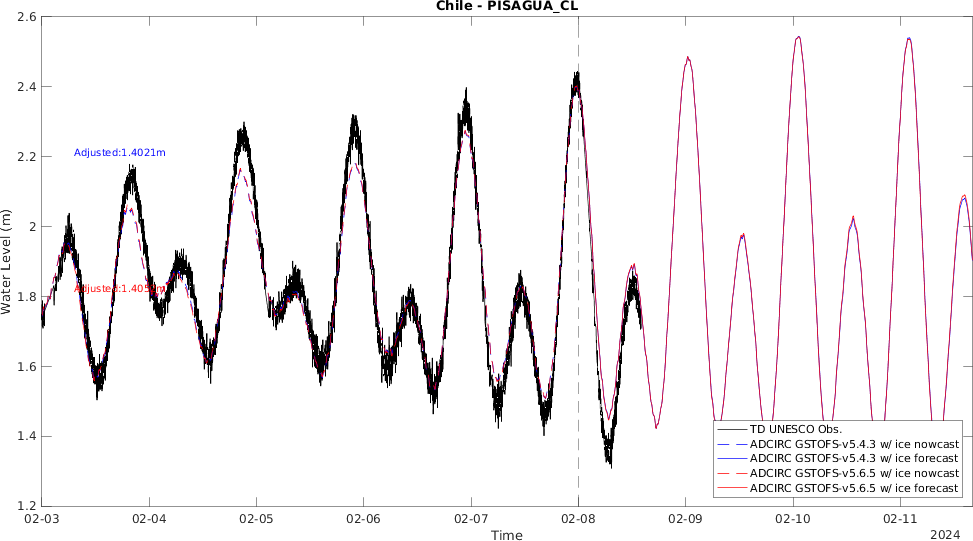 Chile - PISAGUA_CL
2.6
2.4
2.2
2
1.8
1.6
1.4
1.2
Water Level (m)
Adjusted:1.4021m
TD UNESCO Obs.
ADCIRC GSTOFS-v5.4.3 w/ ice nowcast
ADCIRC GSTOFS-v5.4.3 w/ ice forecast
ADCIRC GSTOFS-v5.6.5 w/ ice nowcast
ADCIRC GSTOFS-v5.6.5 w/ ice forecast
02-03 02-04 02-05 02-06 02-07 02-08 02-09 02-10 02-11
Time
2024